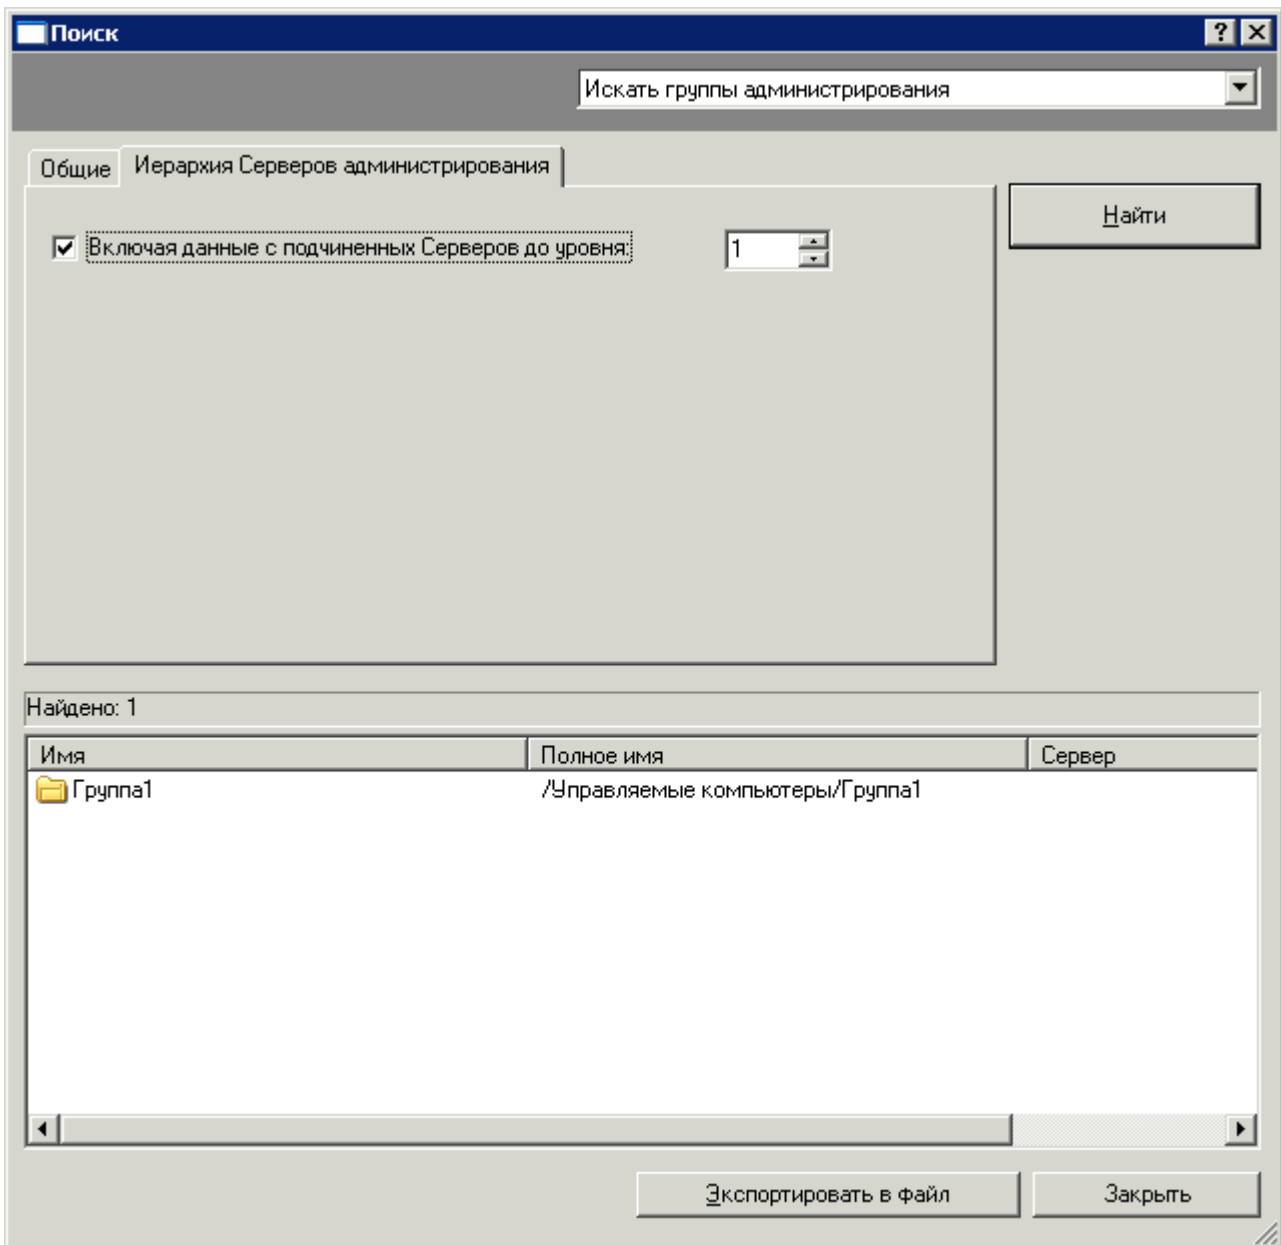 Поиск
Искать группы администрирования
Общие
Иерархия Серверов администрирования
Найти
Включая данные с подчиненных Серверов до уровня: 1
Найдено: 1
Имя Полное имя Сервер
Группа1 /Управляемые компьютеры/Группа1
Экспортировать в файл Закрыть